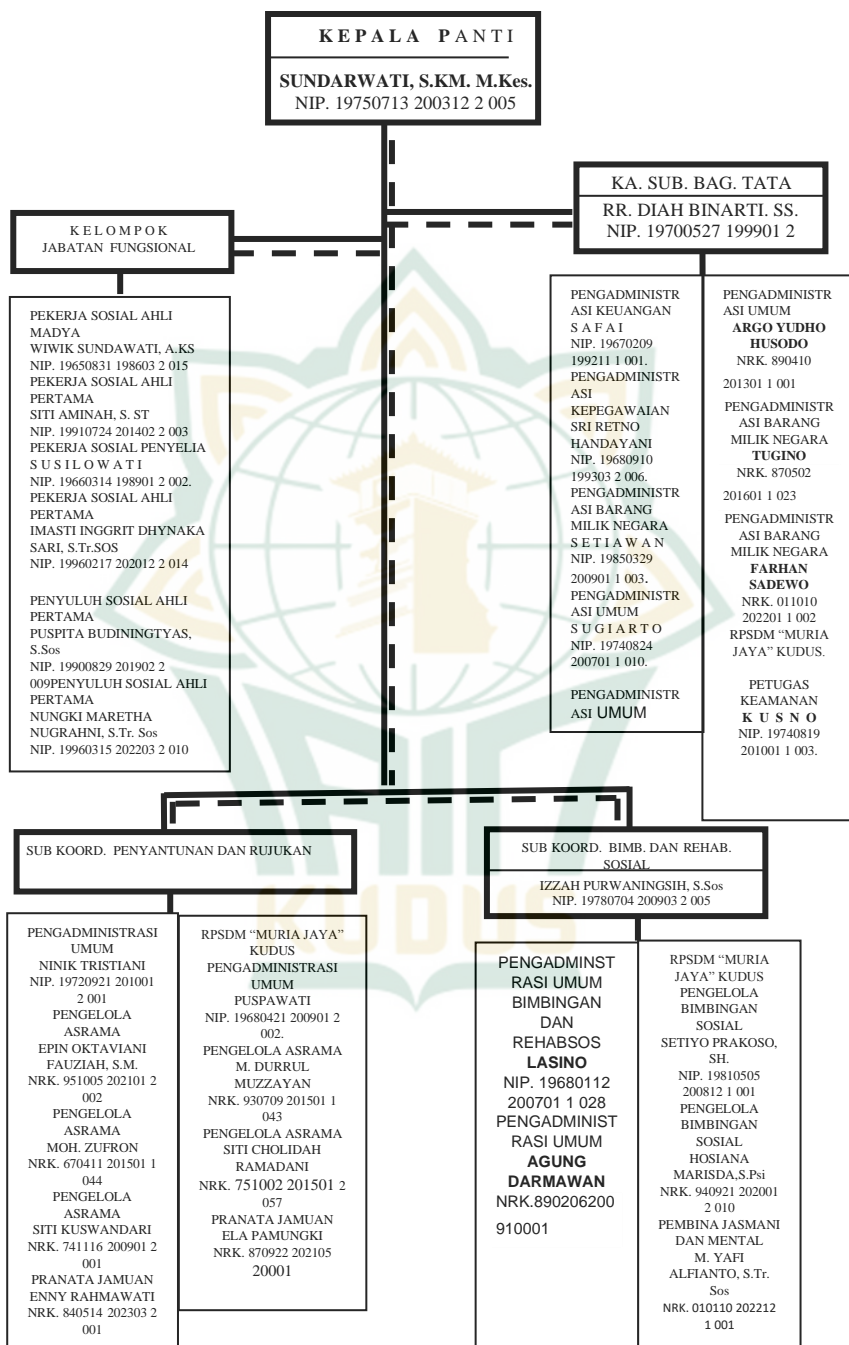 K E P A L A P A N T I
SUNDARWATI, S.KM. M.Kes.
NIP. 19750713 200312 2 005
KA. SUB. BAG. TATA
RR. DIAH BINARTI. SS.
NIP. 19700527 199901 2
K E L O M P O K
JABATAN FUNGSIONAL
PEKERJA SOSIAL AHLI
MADYA
WIWIK SUNDAWATI, A.KS
NIP. 19650831 198603 2 015
PEKERJA SOSIAL AHLI
PERTAMA
SITI AMINAH, S. ST
NIP. 19910724 201402 2 003
PEKERJA SOSIAL PENYELIA
S U S I L O W A T I
NIP. 19660314 198901 2 002.
PEKERJA SOSIAL AHLI
PERTAMA
IMASTI INGGRIT DHYNAKA
SARI, S.Tr.SOS
NIP. 19960217 202012 2 014
PENYULUH SOSIAL AHLI
PERTAMA
PUSPITA BUDININGTYAS,
S.Sos
NIP. 19900829 201902 2
009PENYULUH SOSIAL AHLI
PERTAMA
NUNGKI MARETHA
NUGRAHNI, S.Tr. Sos
NIP. 19960315 202203 2 010
PENGADMINISTR
ASI KEUANGAN
S A F A I
NIP. 19670209
199211 1 001.
PENGADMINISTR
ASI
KEPEGAWAIAN
SRI RETNO
HANDAYANI
NIP. 19680910
199303 2 006.
PENGADMINISTR
ASI BARANG
MILIK NEGARA
S E T I A W A N
NIP. 19850329
200901 1 003.
PENGADMINISTR
ASI UMUM
S U G I A R T O
NIP. 19740824
200701 1 010.
PENGADMINISTR
ASI UMUM
PENGADMINISTR
ASI UMUM
ARGO YUDHO
HUSODO
NRK. 890410
201301 1 001
PENGADMINISTR
ASI BARANG
MILIK NEGARA
TUGINO
NRK. 870502
201601 1 023
PENGADMINISTR
ASI BARANG
MILIK NEGARA
FARHAN
SADEWO
NRK. 011010
202201 1 002
RPSDM “MURIA
JAYA” KUDUS.
PETUGAS
KEAMANAN
K U S N O
NIP. 19740819
201001 1 003.
SUB KOORD. PENYANTUNAN DAN RUJUKAN
SUB KOORD. BIMB. DAN REHAB.
SOSIAL
IZZAH PURWANINGSIH, S.Sos
NIP. 19780704 200903 2 005
PENGADMINISTRASI
UMUM
NINIK TRISTIANI
NIP. 19720921 201001
2 001
PENGELOLA
ASRAMA
EPIN OKTAVIANI
FAUZIAH, S.M.
NRK. 951005 202101 2
002
PENGELOLA
ASRAMA
MOH. ZUFRON
NRK. 670411 201501 1
044
PENGELOLA
ASRAMA
SITI KUSWANDARI
NRK. 741116 200901 2
001
PRANATA JAMUAN
ENNY RAHMAWATI
NRK. 840514 202303 2
001
RPSDM “MURIA JAYA”
KUDUS
PENGADMINISTRASI
UMUM
PUSPAWATI
NIP. 19680421 200901 2
002.
PENGELOLA ASRAMA
M. DURRUL
MUZZAYAN
NRK. 930709 201501 1
043
PENGELOLA ASRAMA
SITI CHOLIDAH
RAMADANI
NRK. 751002 201501 2
057
PRANATA JAMUAN
ELA PAMUNGKI
NRK. 870922 202105
20001
PENGADMINST
RASI UMUM
BIMBINGAN
DAN
REHABSOS
LASINO
NIP. 19680112
200701 1 028
PENGADMINIST
RASI UMUM
AGUNG
DARMAWAN
NRK.890206200
910001
RPSDM “MURIA
JAYA” KUDUS
PENGELOLA
BIMBINGAN
SOSIAL
SETIYO PRAKOSO,
SH.
NIP. 19810505
200812 1 001
PENGELOLA
BIMBINGAN
SOSIAL
HOSIANA
MARISDA,S.Psi
NRK. 940921 202001
2 010
PEMBINA JASMANI
DAN MENTAL
M. YAFI
ALFIANTO, S.Tr.
Sos
NRK. 010110 202212
1 001
KUDUS